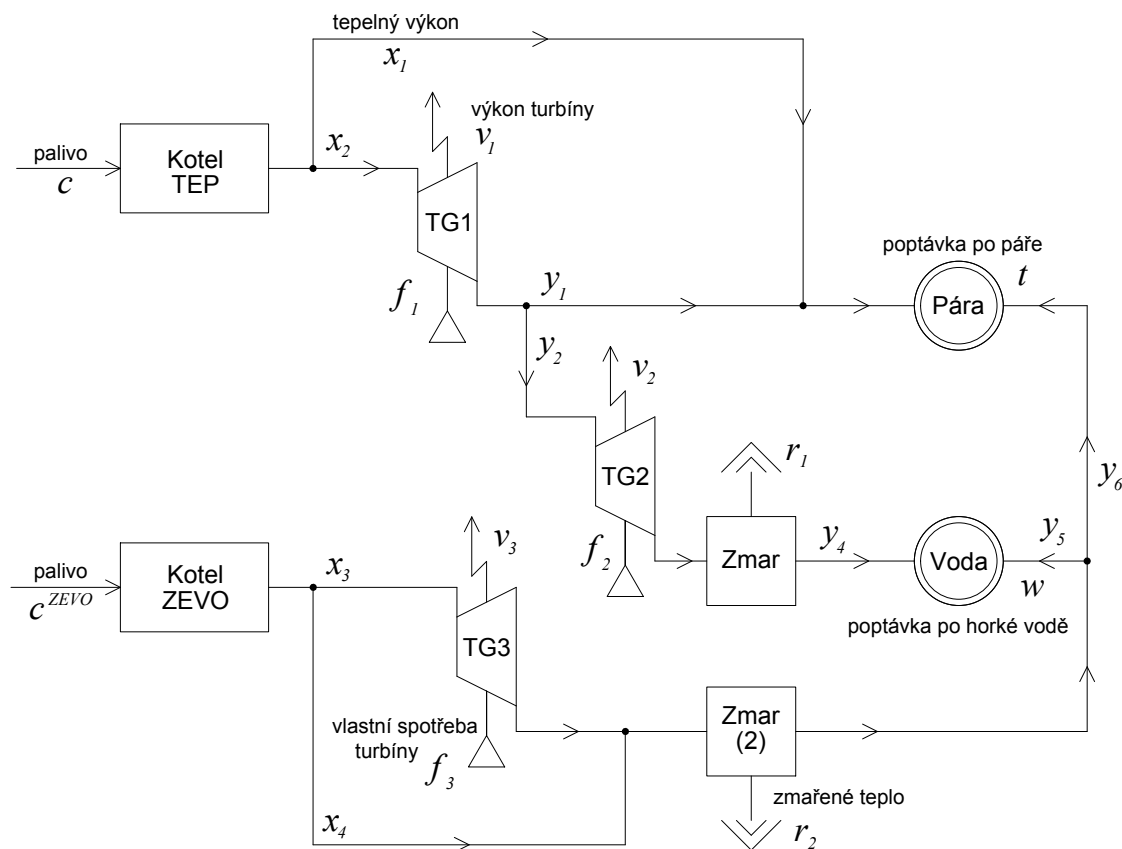 tepelný výkon
x₁
výkon turbíny
v₁
palivo
c
Kotel
TEP
x₂
TG1
f₁
y₁
y₂
poptávka po páře
t
Pára
v₂
TG2
f₂
r₁
Zmar
y₄
Voda
y₅
w
y₆
poptávka po horké vodě
palivo
c^ZEVO
Kotel
ZEVO
x₃
v₃
TG3
vlastní spotřeba
turbíny
f₃
x₄
Zmar
(2)
zmařené teplo
r₂